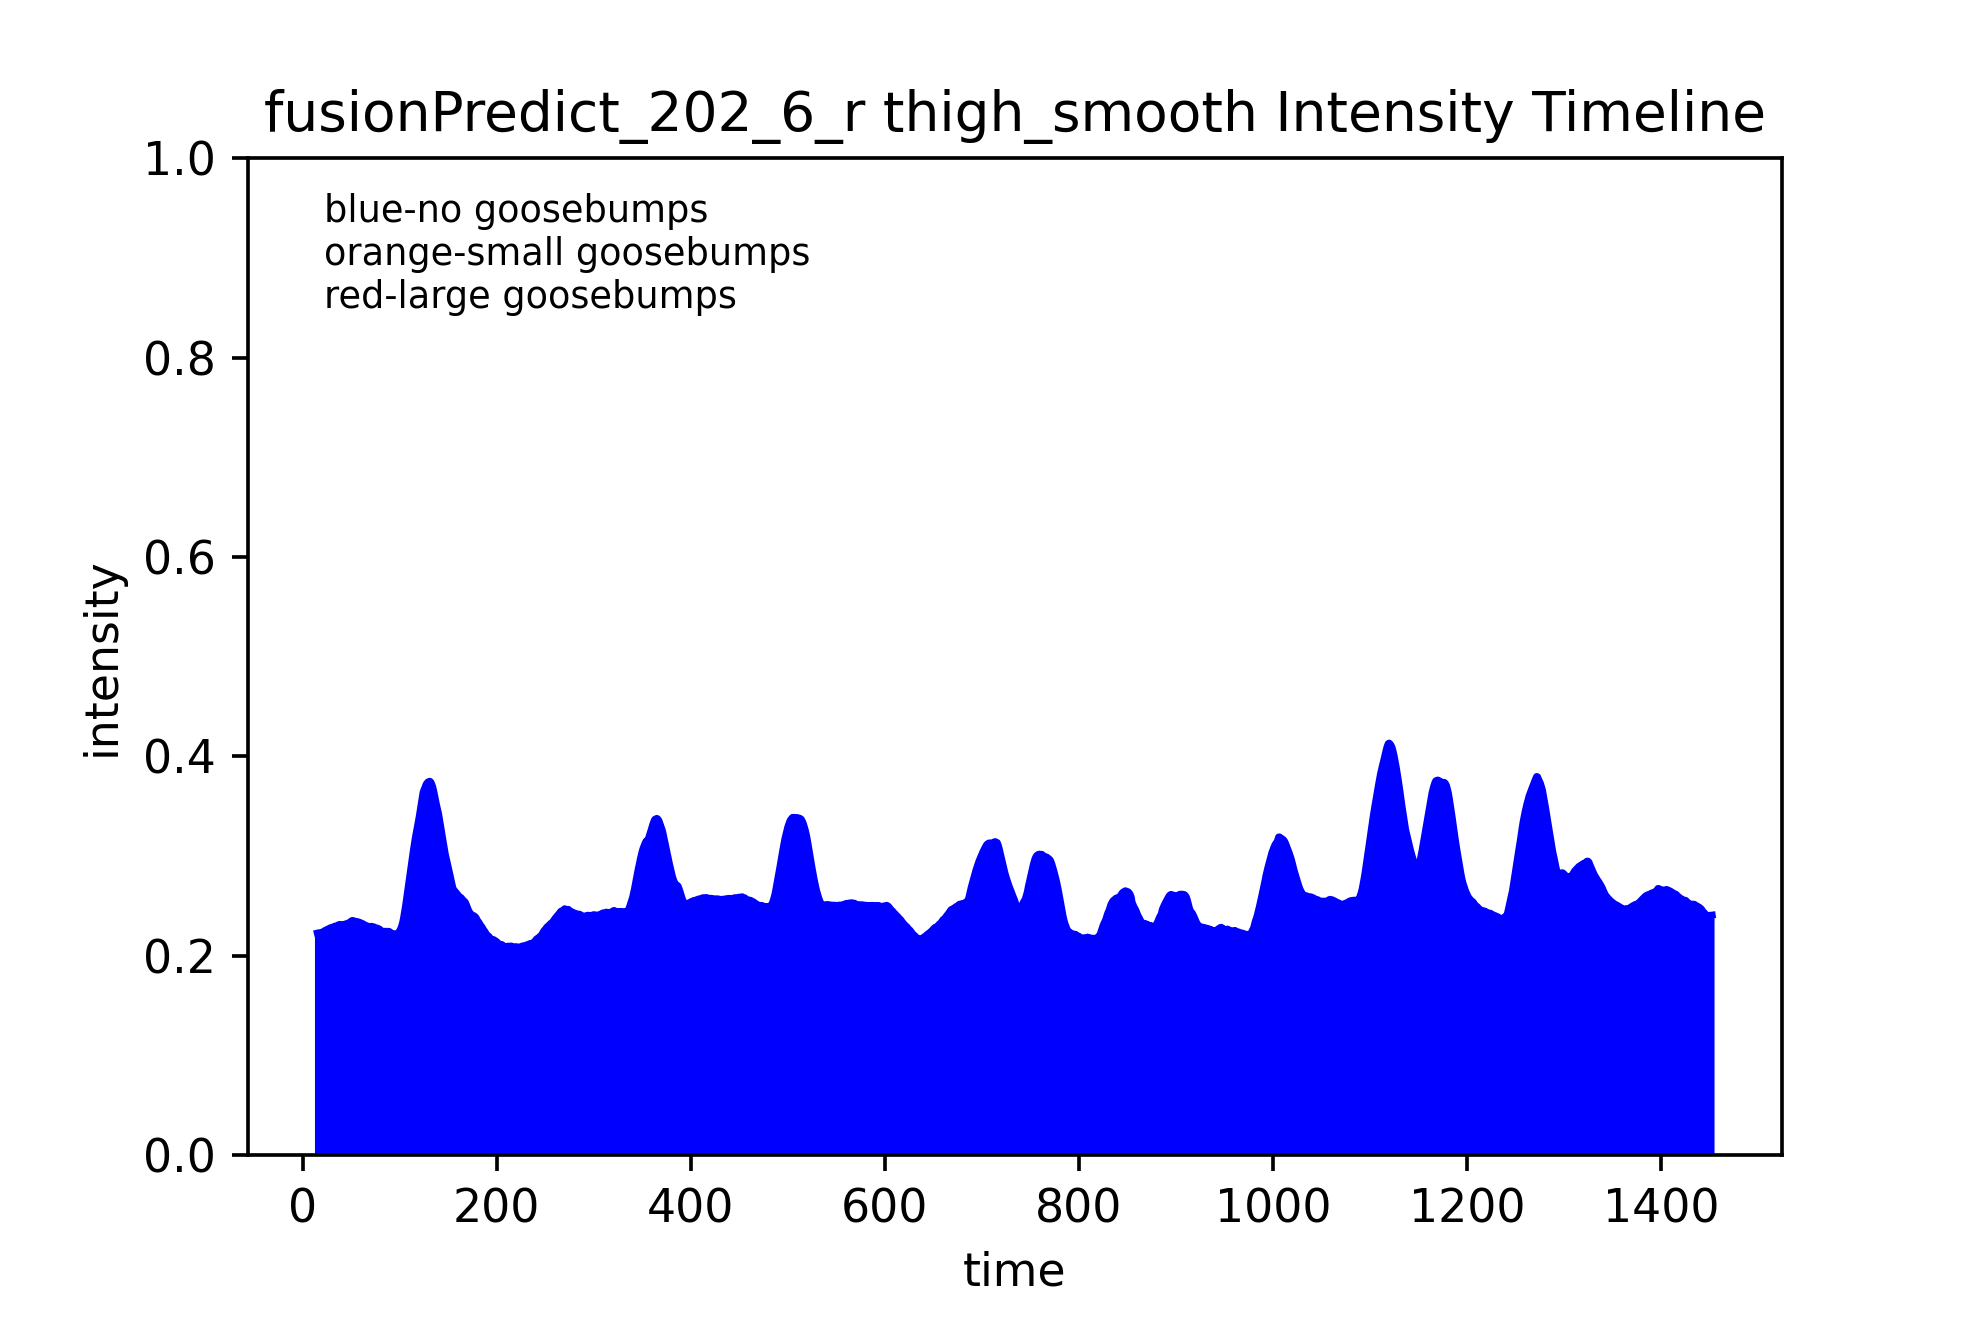 fusionPredict_202_6_r thigh_smooth Intensity Timeline
1.0
blue-no goosebumps
orange-small goosebumps
red-large goosebumps
0.8
0.6
intensity
0.4
0.2
0.0
0 200 400 600 800 1000 1200 1400
time